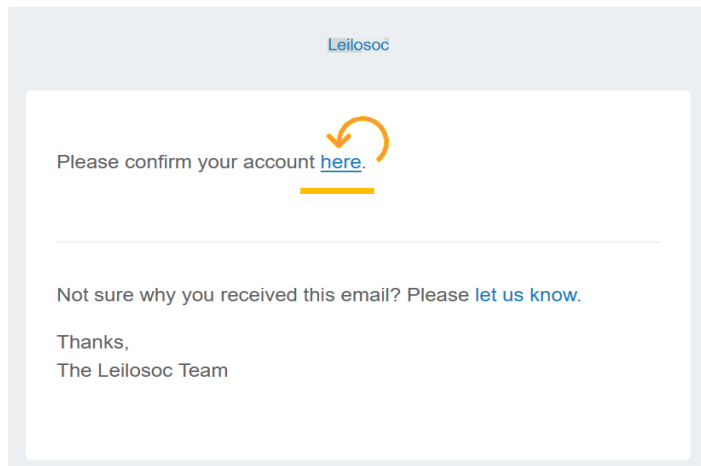 Leilosoc
Please confirm your account here.
Not sure why you received this email? Please let us know.
Thanks,
The Leilosoc Team